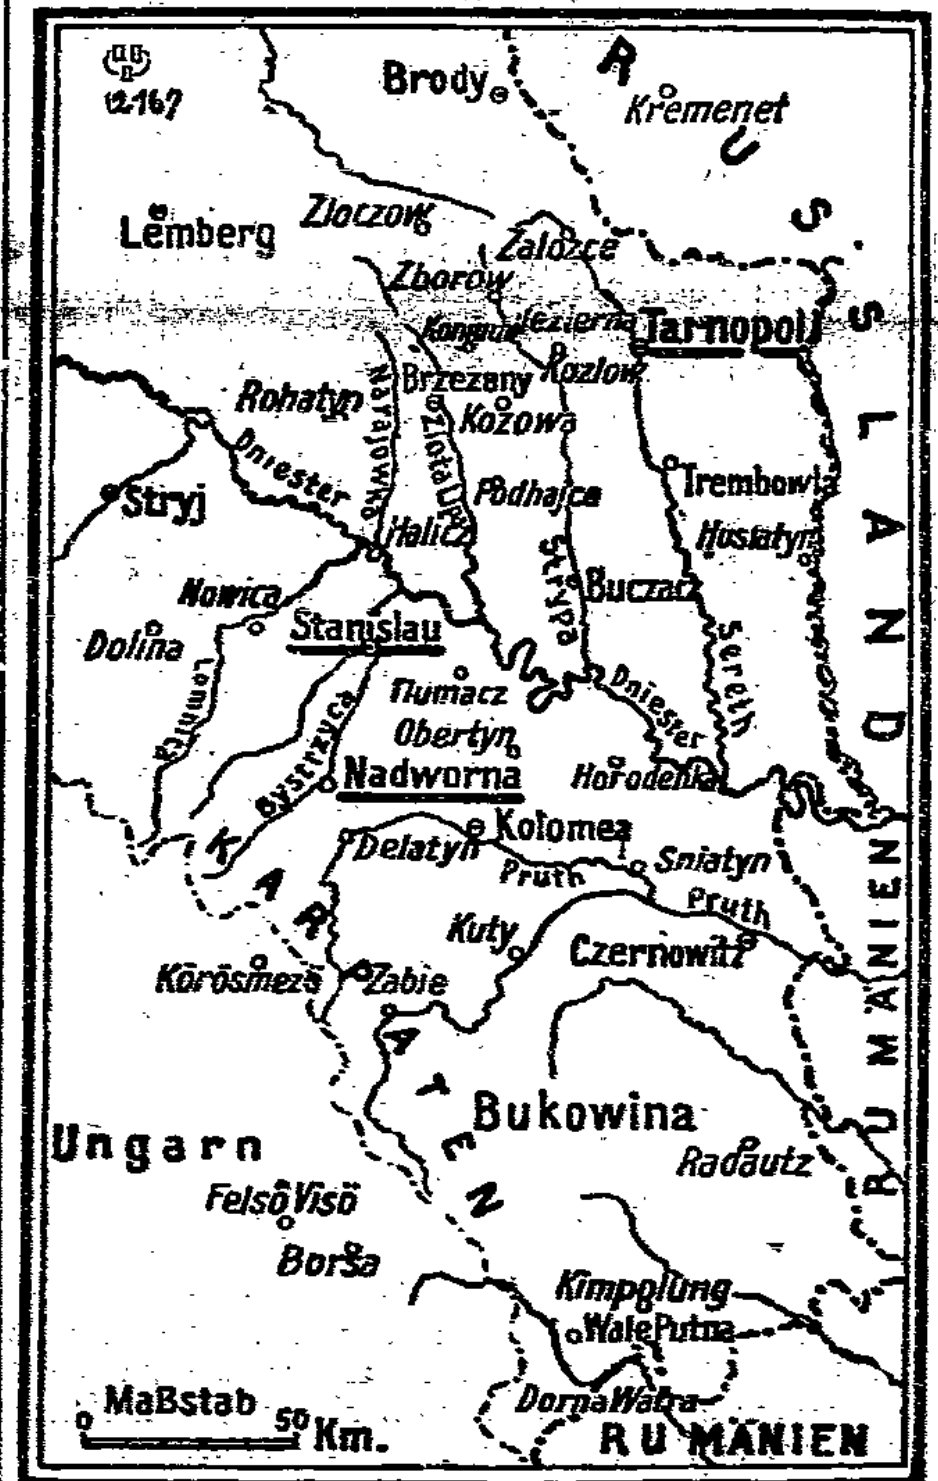 Brody
Kremenet
RUSSLAND
12167
Zloczow
Lemberg
Zalozce
Zborow
Jezierna
Tarnopol
Brzezany
Kozlow
Rohatyn
Narajowka
Kozowa
Zlota Lipa
Dniester
Podhajce
Trembowla
Stryj
Halicz
Husiatyn
Strypa
Buczacz
Nowica
Stanislau
Dolina
Sereth
Lomnica
Tlumacz
Dniester
Bystrzyca
Obertyn
Nadworna
Horodenka
Kolomea
Delatyn
Sniatyn
Pruth
KARPATEN
Pruth
Kuty
Czernowitz
Körösmezö
Zabie
RUMÄNIEN
Bukowina
Ungarn
Radautz
Felsö Visö
Borsa
Kimpolung
Wale Putna
Dorna Watra
Maßstab
0 50 Km.
RUMÄNIEN